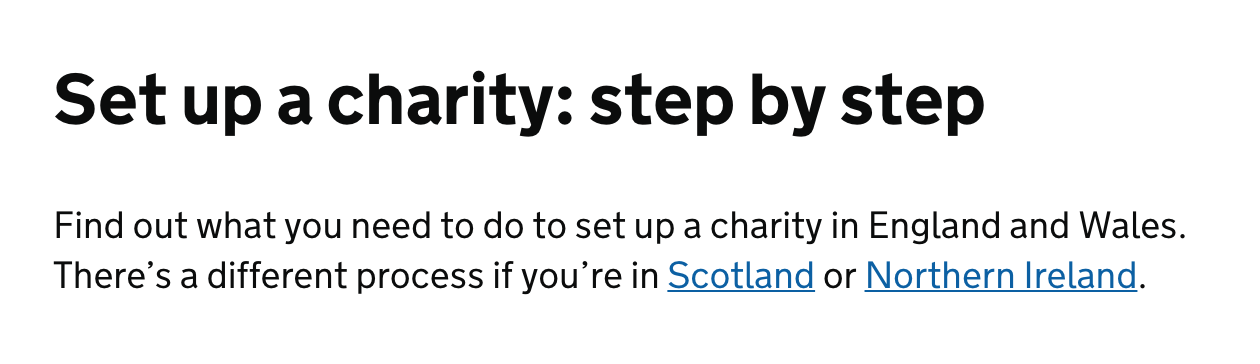 Set up a charity: step by step
Find out what you need to do to set up a charity in England and Wales.
There’s a different process if you’re in Scotland or Northern Ireland.